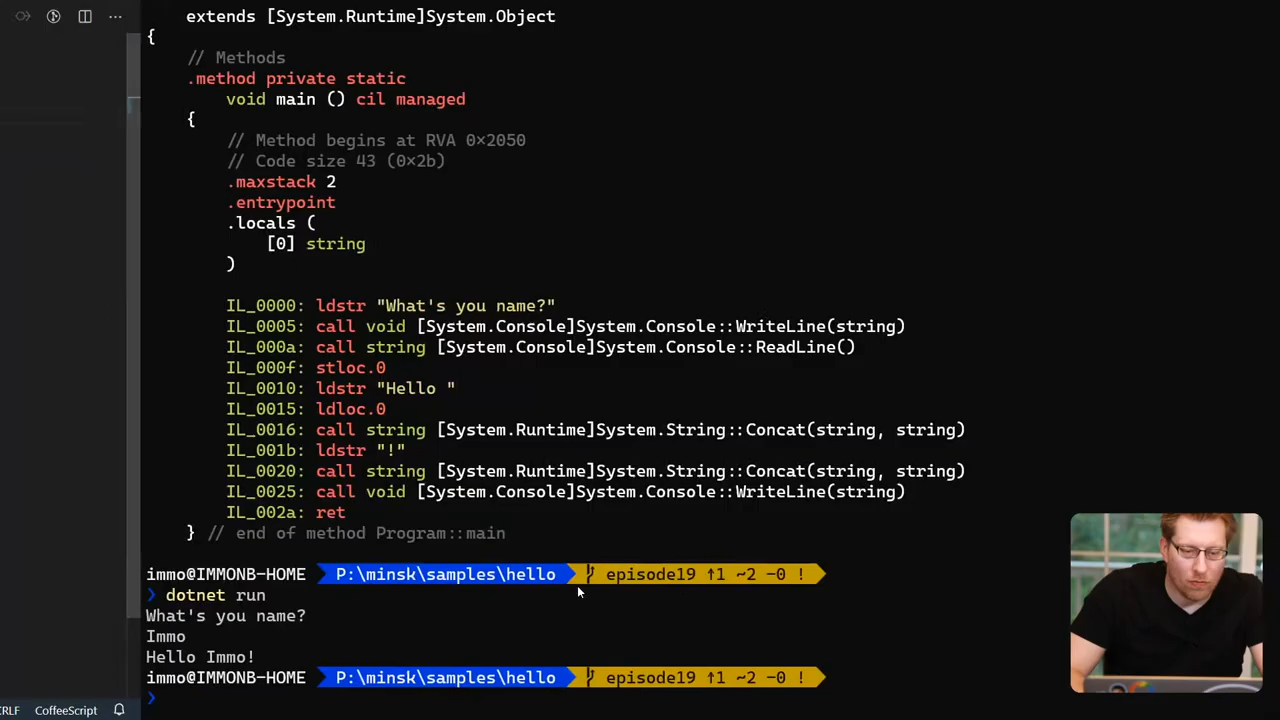 extends [System.Runtime]System.Object
{
// Methods
.method private static
void main () cil managed
{
// Method begins at RVA 0×2050
// Code size 43 (0×2b)
.maxstack 2
.entrypoint
.locals (
[0] string
)
IL_0000: ldstr "What's you name?"
IL_0005: call void [System.Console]System.Console::WriteLine(string)
IL_000a: call string [System.Console]System.Console::ReadLine()
IL_000f: stloc.0
IL_0010: ldstr "Hello "
IL_0015: ldloc.0
IL_0016: call string [System.Runtime]System.String::Concat(string, string)
IL_001b: ldstr "!"
IL_0020: call string [System.Runtime]System.String::Concat(string, string)
IL_0025: call void [System.Console]System.Console::WriteLine(string)
IL_002a: ret
} // end of method Program::main
immo@IMMONB-HOME P:\minsk\samples\hello episode19 ↑1 ~2 -0 !
❯ dotnet run
What's you name?
Immo
Hello Immo!
immo@IMMONB-HOME P:\minsk\samples\hello episode19 ↑1 ~2 -0 !
❯
CRLF CoffeeScript